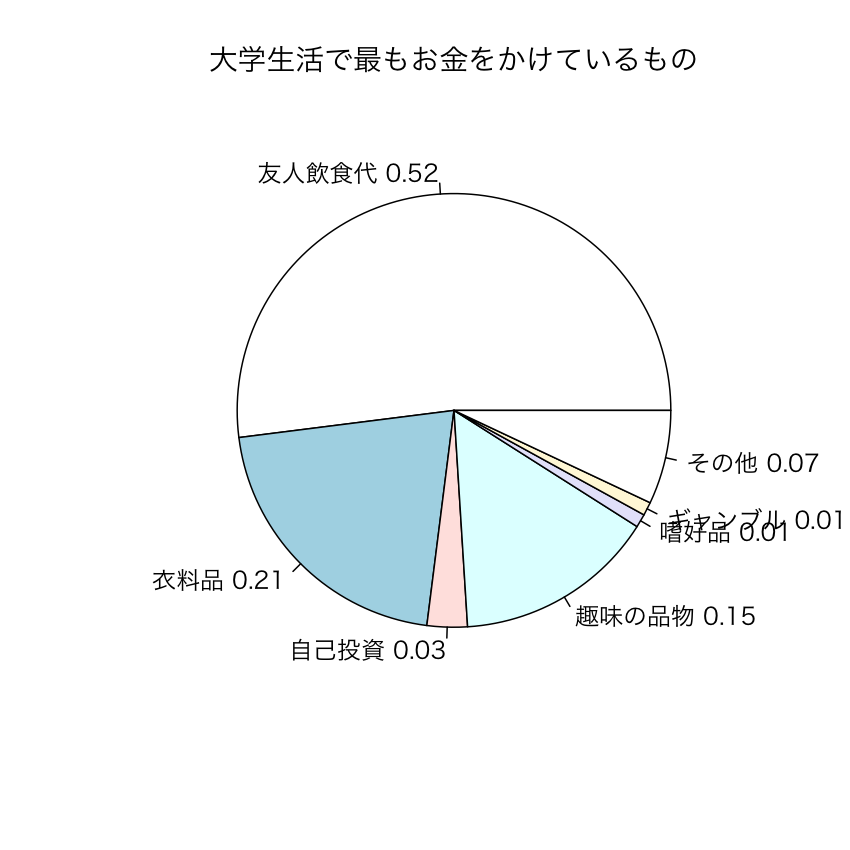 大学生活で最もお金をかけているもの
友人飲食代 0.52
その他 0.07
ギャンブル 0.01
嗜好品 0.01
衣料品 0.21
趣味の品物 0.15
自己投資 0.03